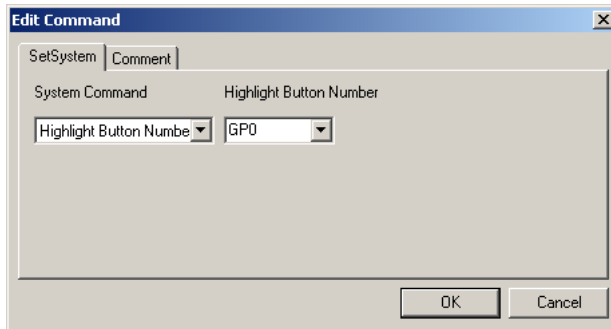 Edit Command
SetSystem Comment
System Command Highlight Button Number
Highlight Button Numbe GP0
OK Cancel